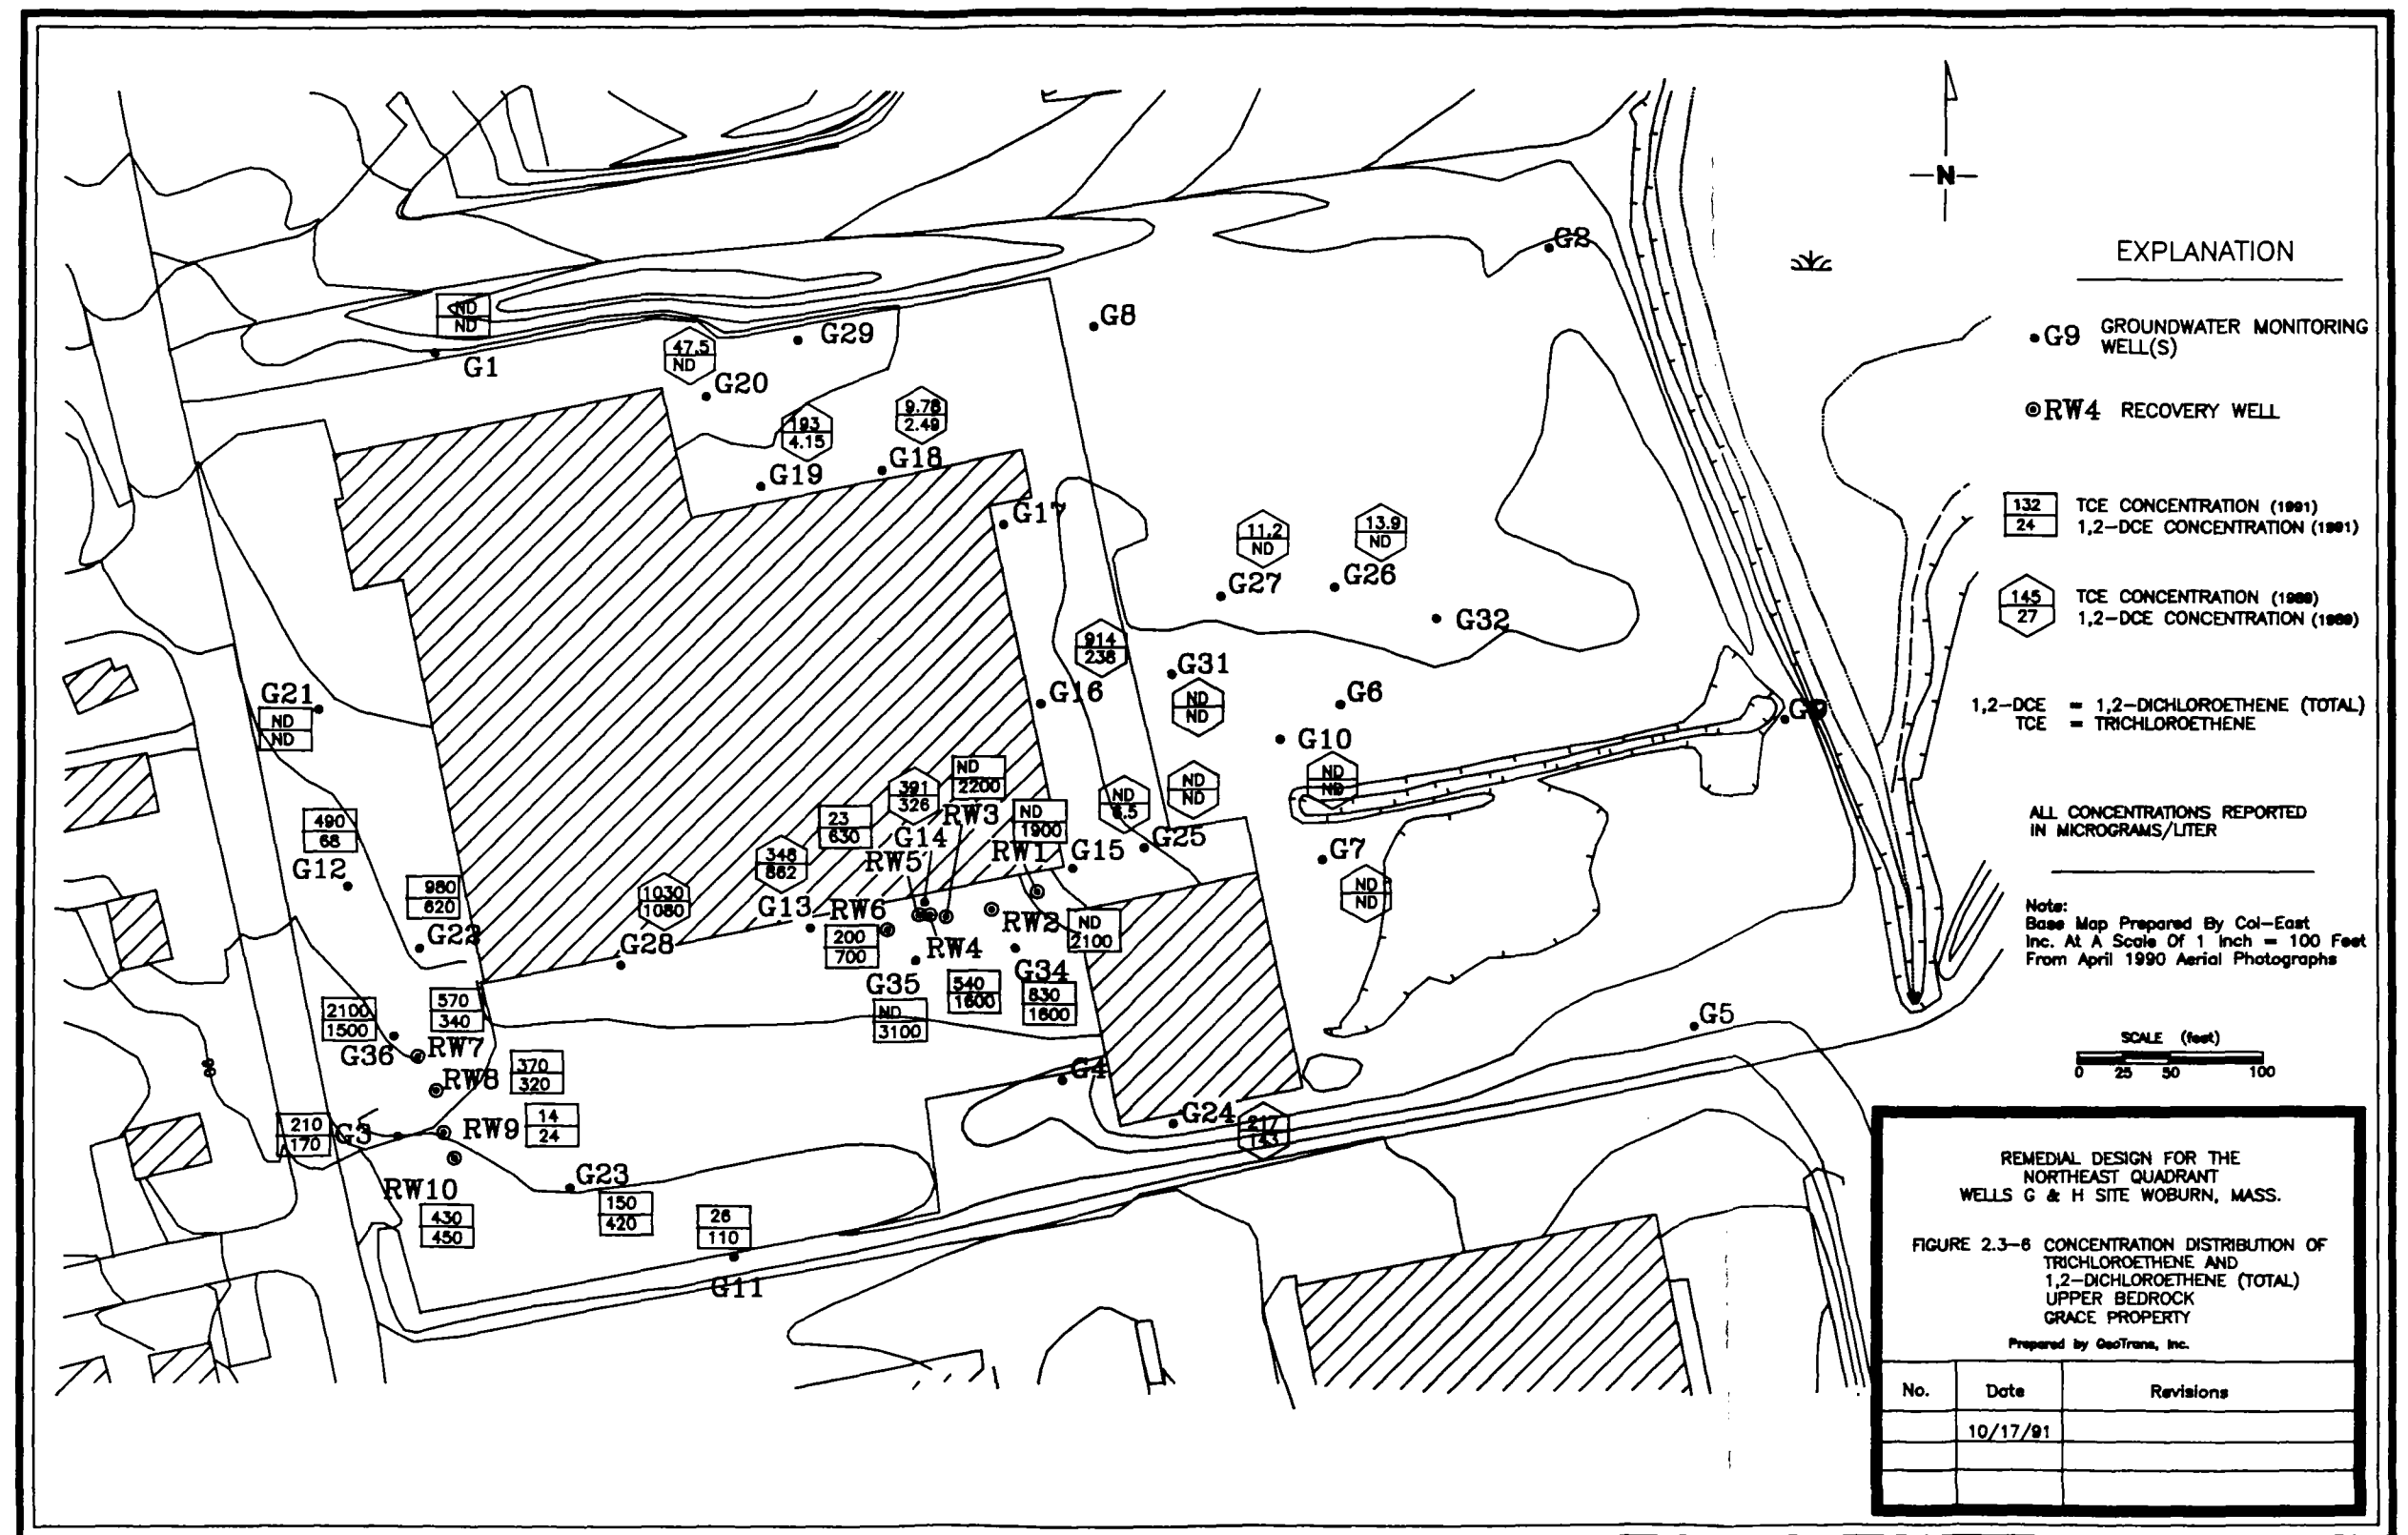 G2
N
EXPLANATION
G9 GROUNDWATER MONITORING
WELL(S)
RW4 RECOVERY WELL
132
24
TCE CONCENTRATION (1991)
1,2-DCE CONCENTRATION (1991)
145
27
TCE CONCENTRATION (1989)
1,2-DCE CONCENTRATION (1989)
1,2-DCE = 1,2-DICHLOROETHENE (TOTAL)
TCE = TRICHLOROETHENE
ALL CONCENTRATIONS REPORTED
IN MICROGRAMS/LITER
Note:
Base Map Prepared By Col-East
Inc. At A Scale Of 1 Inch = 100 Feet
From April 1990 Aerial Photographs
SCALE (feet)
0 25 50 100
ND
ND
G1
G29
G8
47.5
ND
G20
193
4.15
G19
9.78
2.49
G18
G17
11.2
ND
G27
13.9
ND
G26
G32
914
238
G16
G31
ND
ND
G6
G10
G21
ND
ND
490
68
G12
980
620
G22
391
326
G14
ND
2200
RW3
23
630
RW5
ND
1900
RW1
ND
6.5
G15
ND
ND
G25
ND
ND
G7
ND
ND
348
862
G13
1030
1080
G28
RW6
200
700
RW4
540
1600
RW2
ND
2100
G34
830
1600
G35
ND
3100
2100
1500
G36
570
340
RW7
RW8
370
320
210
170
G3
RW9
14
24
RW10
430
450
G23
150
420
26
110
G11
G4
G24
217
143
G5
REMEDIAL DESIGN FOR THE
NORTHEAST QUADRANT
WELLS G & H SITE WOBURN, MASS.
FIGURE 2.3-6 CONCENTRATION DISTRIBUTION OF
TRICHLOROETHENE AND
1,2-DICHLOROETHENE (TOTAL)
UPPER BEDROCK
GRACE PROPERTY
Prepared by GeoTrans, Inc.
No. Date Revisions
10/17/91